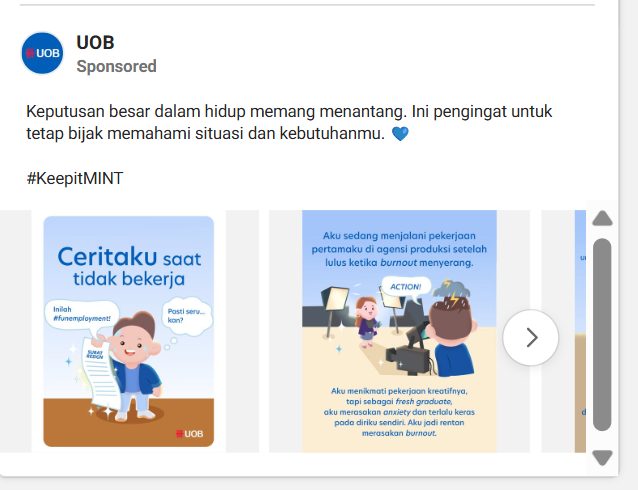 UOB
UOB
Sponsored
Keputusan besar dalam hidup memang menantang. Ini pengingat untuk
tetap bijak memahami situasi dan kebutuhanmu. 💙
#KeepitMINT
Ceritaku saat
tidak bekerja
Inilah
#funemployment!
Pasti seru...
kan?
SURAT
RESIGN
UOB
Aku sedang menjalani pekerjaan
pertamaku di agensi produksi setelah
lulus ketika burnout menyerang.
ACTION!
Aku menikmati pekerjaan kreatifnya,
tapi sebagai fresh graduate,
aku merasakan anxiety dan terlalu keras
pada diriku sendiri. Aku jadi rentan
merasakan burnout.